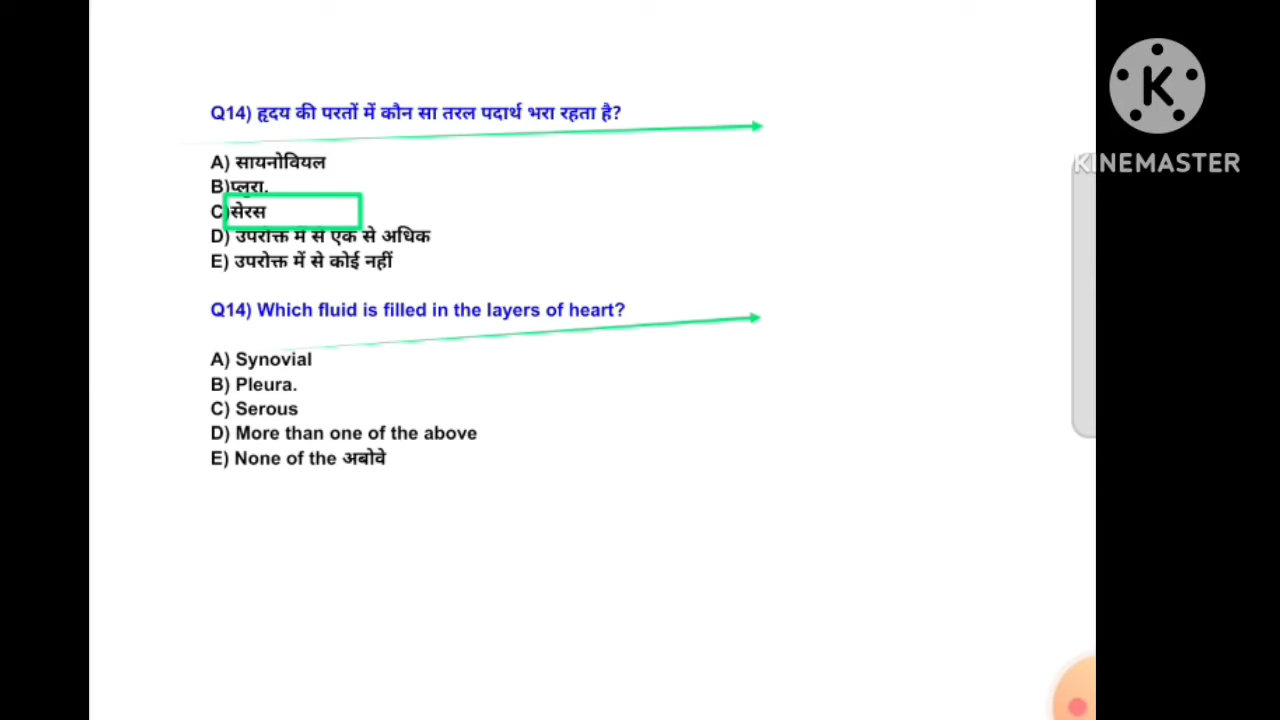 Q14) हृदय की परतों में कौन सा तरल पदार्थ भरा रहता है?
A) सायनोवियल
B)प्लुरा.
C)सेरस
D) उपरोक्त में से एक से अधिक
E) उपरोक्त में से कोई नहीं
Q14) Which fluid is filled in the layers of heart?
A) Synovial
B) Pleura.
C) Serous
D) More than one of the above
E) None of the अबोवे
K
KINEMASTER